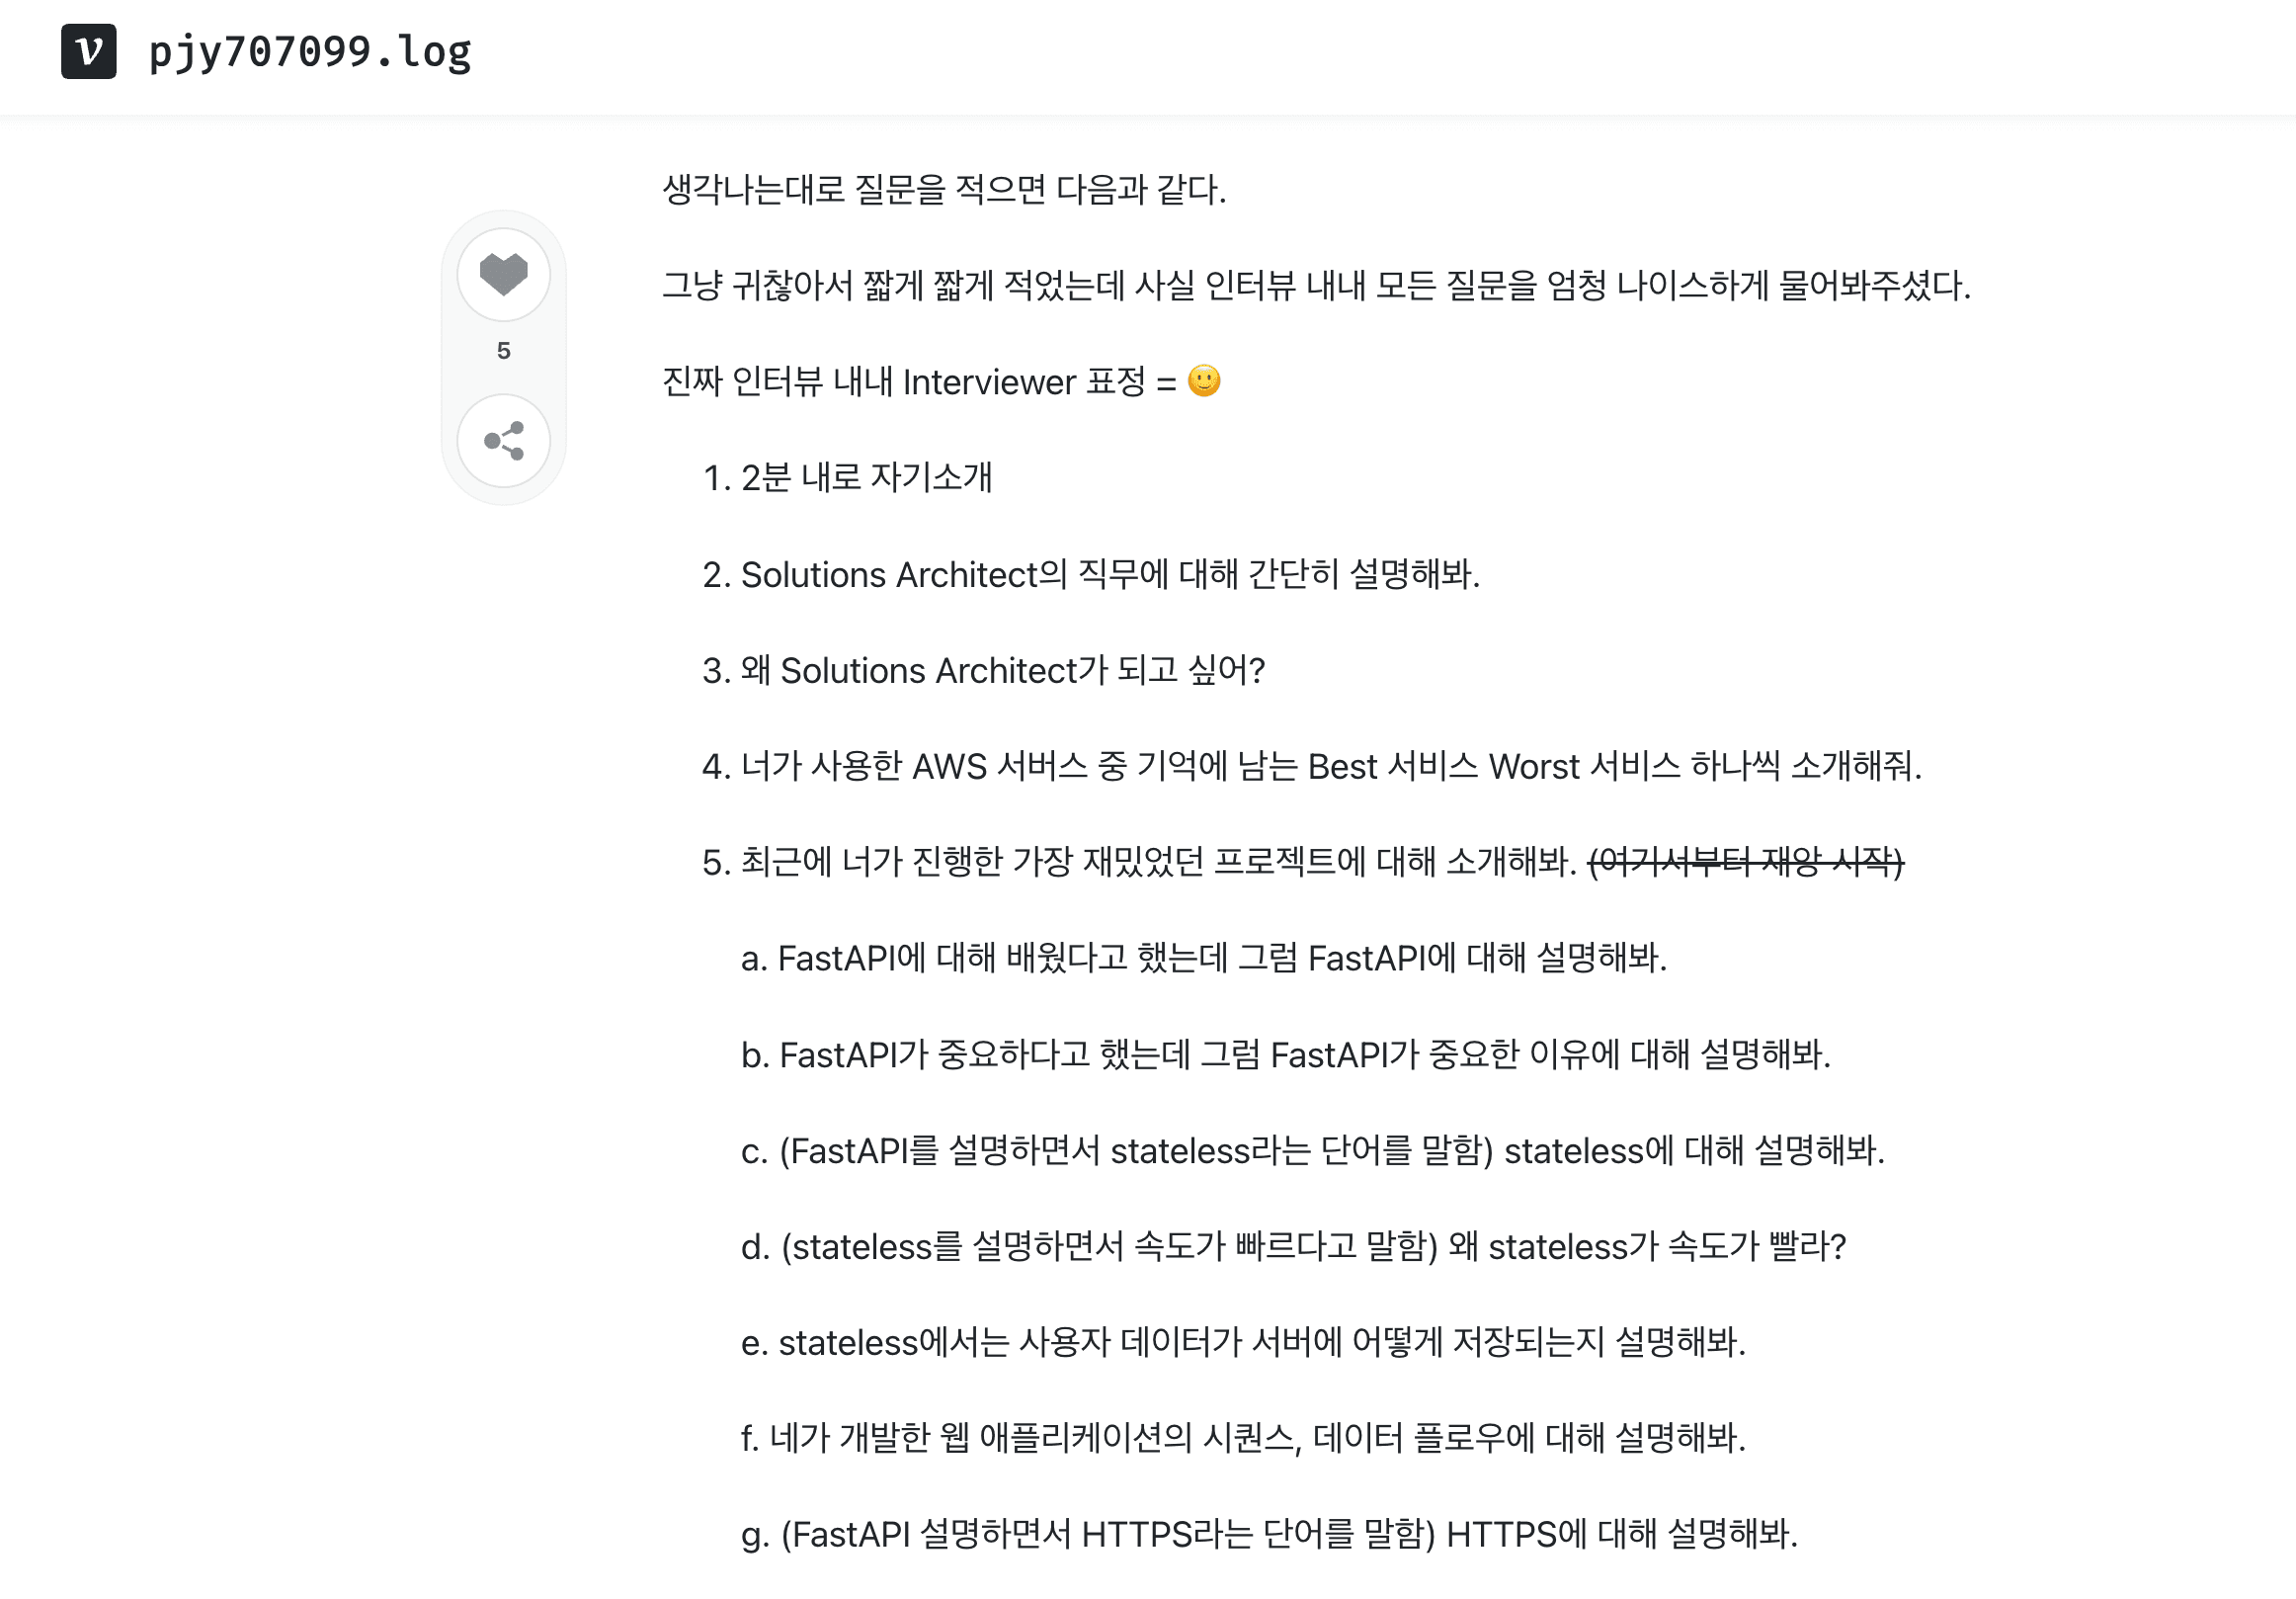 v pjy707099.log
생각나는대로 질문을 적으면 다음과 같다.
그냥 귀찮아서 짧게 짧게 적었는데 사실 인터뷰 내내 모든 질문을 엄청 나이스하게 물어봐주셨다.
진짜 인터뷰 내내 Interviewer 표정 = 🙂
5
1. 2분 내로 자기소개
2. Solutions Architect의 직무에 대해 간단히 설명해봐.
3. 왜 Solutions Architect가 되고 싶어?
4. 너가 사용한 AWS 서버스 중 기억에 남는 Best 서비스 Worst 서비스 하나씩 소개해줘.
5. 최근에 너가 진행한 가장 재밌었던 프로젝트에 대해 소개해봐. (여기서부터 재앙 시작)
a. FastAPI에 대해 배웠다고 했는데 그럼 FastAPI에 대해 설명해봐.
b. FastAPI가 중요하다고 했는데 그럼 FastAPI가 중요한 이유에 대해 설명해봐.
c. (FastAPI를 설명하면서 stateless라는 단어를 말함) stateless에 대해 설명해봐.
d. (stateless를 설명하면서 속도가 빠르다고 말함) 왜 stateless가 속도가 빨라?
e. stateless에서는 사용자 데이터가 서버에 어떻게 저장되는지 설명해봐.
f. 네가 개발한 웹 애플리케이션의 시퀀스, 데이터 플로우에 대해 설명해봐.
g. (FastAPI 설명하면서 HTTPS라는 단어를 말함) HTTPS에 대해 설명해봐.